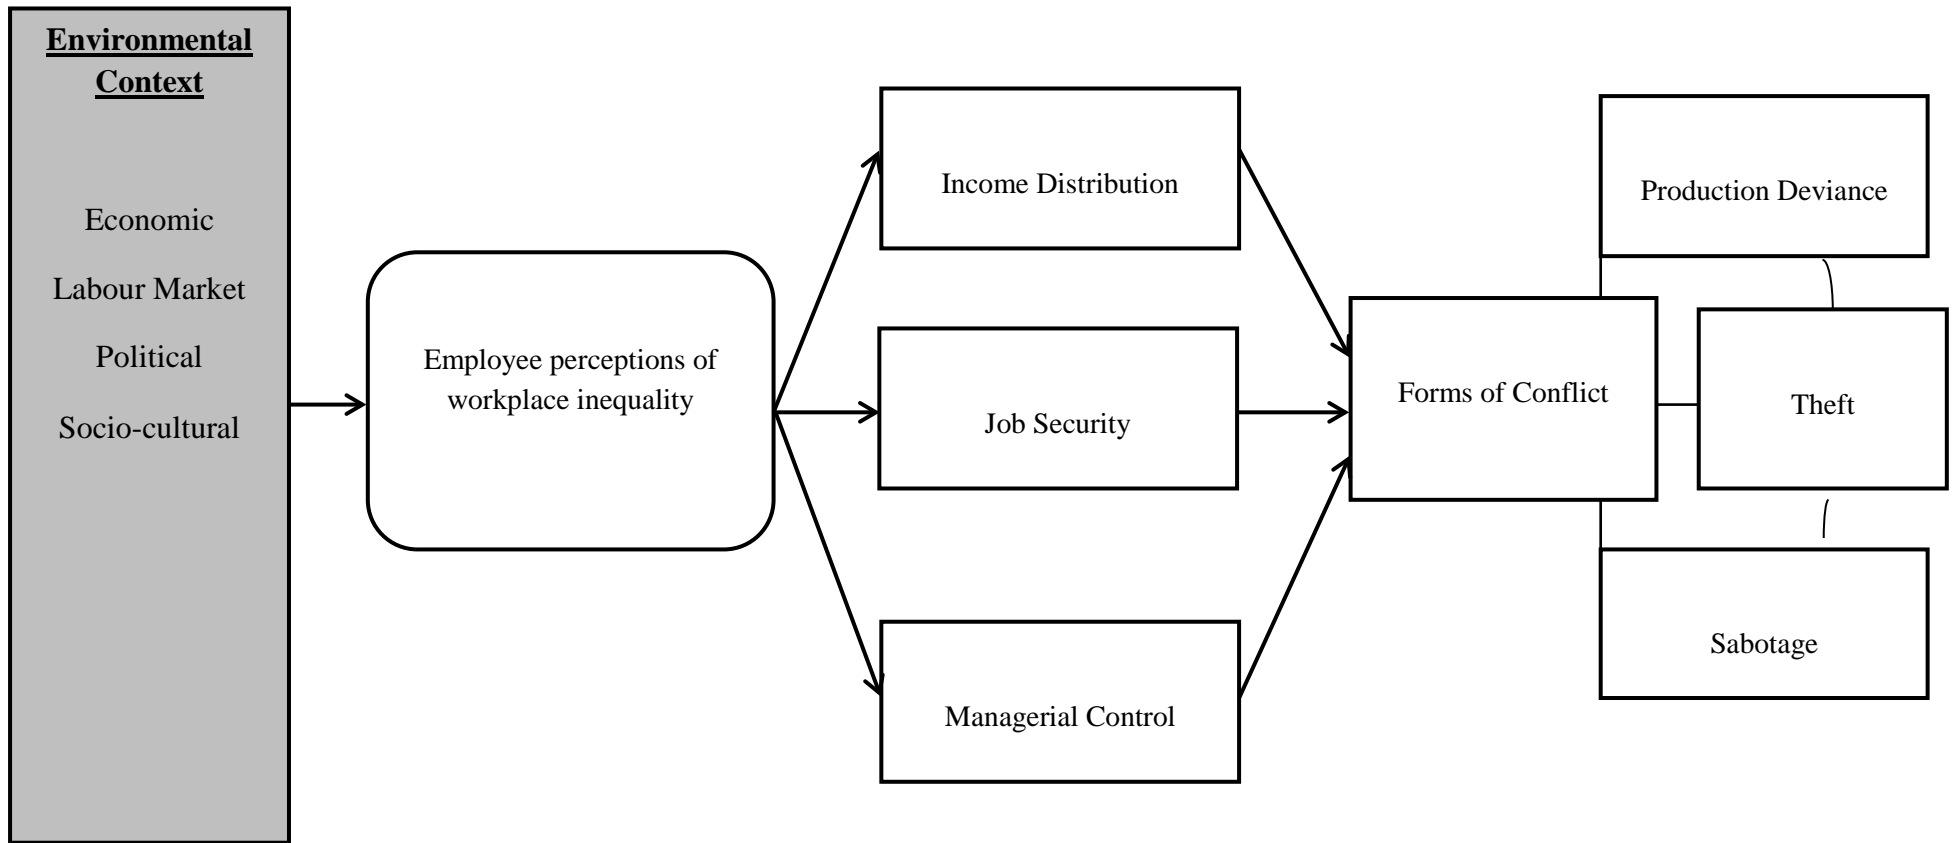 Environmental
Context
Economic
Labour Market
Political
Socio-cultural
Employee perceptions of
workplace inequality
Income Distribution
Job Security
Managerial Control
Forms of Conflict
Production Deviance
Theft
Sabotage